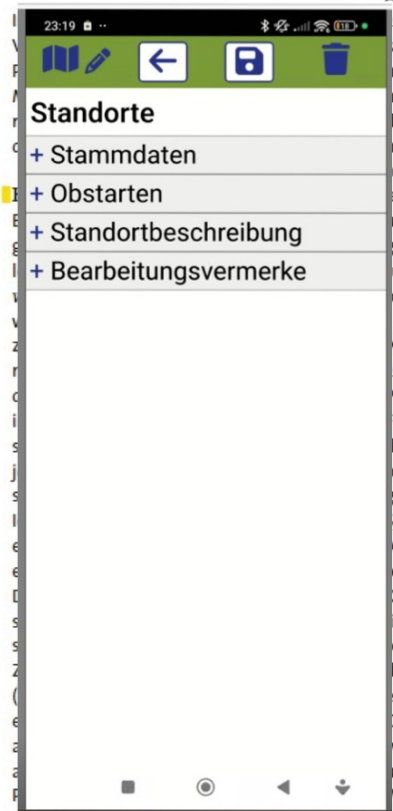 23:19
Standorte
+ Stammdaten
+ Obstarten
+ Standortbeschreibung
+ Bearbeitungsvermerke